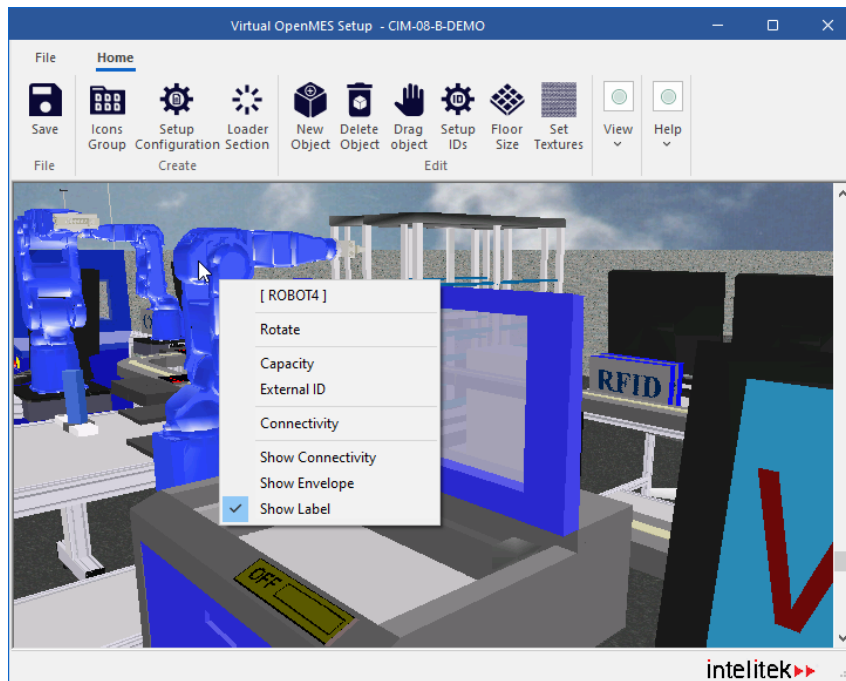 Virtual OpenMES Setup - CIM-08-B-DEMO
File Home
Save
Icons Group
Setup Configuration
Loader Section
New Object
Delete Object
Drag object
Setup IDs
Floor Size
Set Textures
View
Help
File Create Edit
[ ROBOT4 ]
Rotate
Capacity
External ID
Connectivity
Show Connectivity
Show Envelope
Show Label
RFID
OFF
intelitek